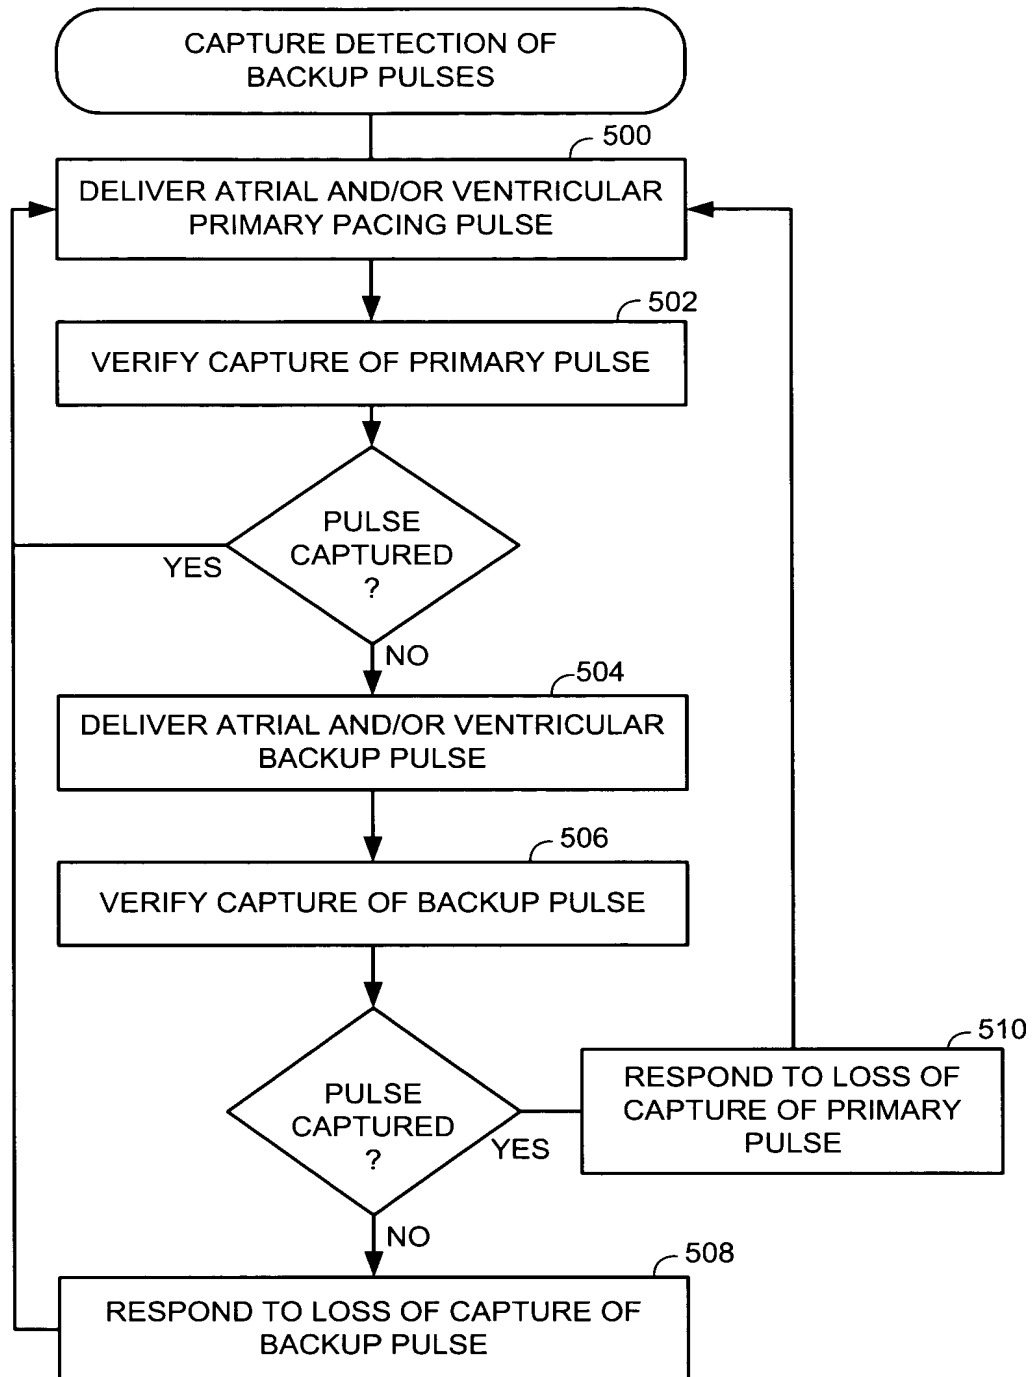 CAPTURE DETECTION OF
BACKUP PULSES
500
DELIVER ATRIAL AND/OR VENTRICULAR
PRIMARY PACING PULSE
502
VERIFY CAPTURE OF PRIMARY PULSE
PULSE
CAPTURED
?
YES
NO
504
DELIVER ATRIAL AND/OR VENTRICULAR
BACKUP PULSE
506
VERIFY CAPTURE OF BACKUP PULSE
PULSE
CAPTURED
?
YES
510
RESPOND TO LOSS OF
CAPTURE OF PRIMARY
PULSE
NO
508
RESPOND TO LOSS OF CAPTURE OF
BACKUP PULSE